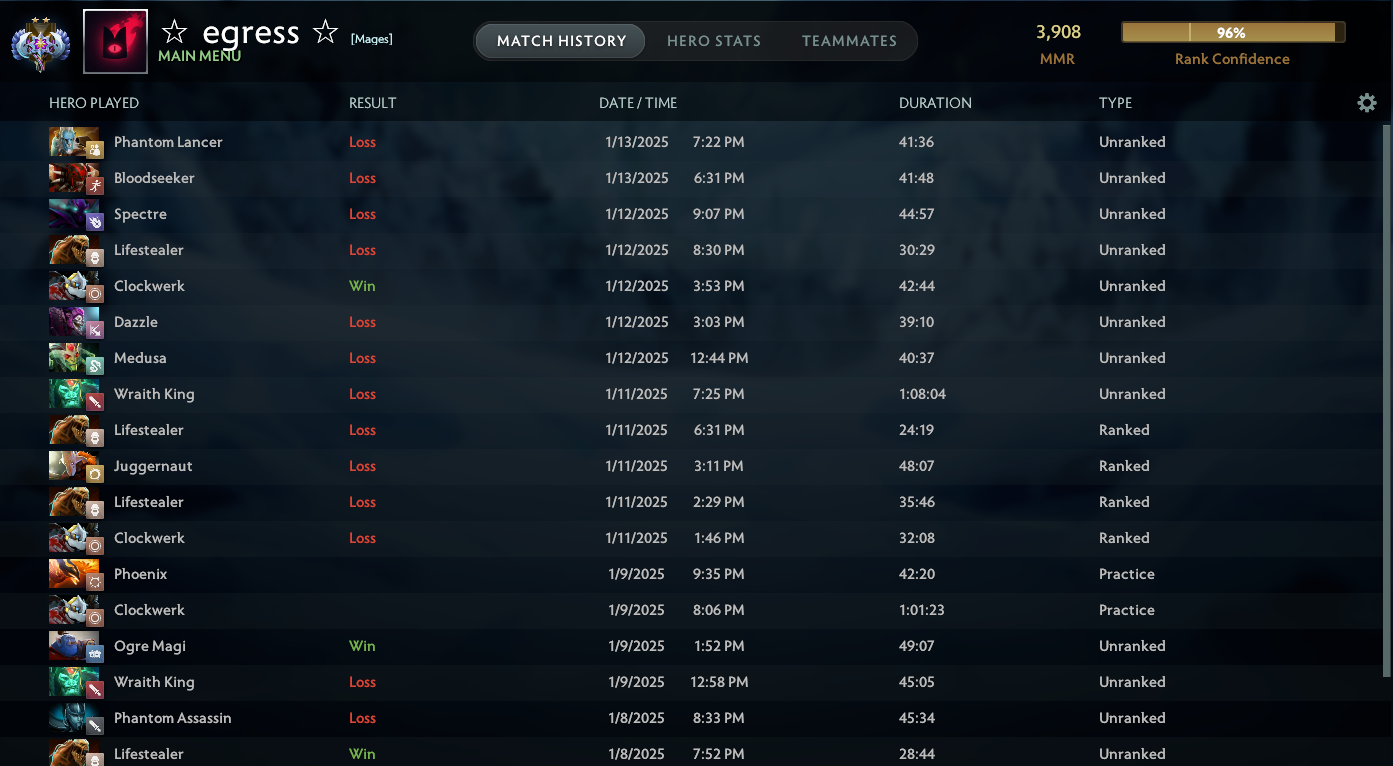 ☆ egress ☆ [Mages]
MAIN MENU
MATCH HISTORY HERO STATS TEAMMATES
3,908
MMR
96%
Rank Confidence
HERO PLAYED RESULT DATE / TIME DURATION TYPE
Phantom Lancer Loss 1/13/2025 7:22 PM 41:36 Unranked
Bloodseeker Loss 1/13/2025 6:31 PM 41:48 Unranked
Spectre Loss 1/12/2025 9:07 PM 44:57 Unranked
Lifestealer Loss 1/12/2025 8:30 PM 30:29 Unranked
Clockwerk Win 1/12/2025 3:53 PM 42:44 Unranked
Dazzle Loss 1/12/2025 3:03 PM 39:10 Unranked
Medusa Loss 1/12/2025 12:44 PM 40:37 Unranked
Wraith King Loss 1/11/2025 7:25 PM 1:08:04 Unranked
Lifestealer Loss 1/11/2025 6:31 PM 24:19 Ranked
Juggernaut Loss 1/11/2025 3:11 PM 48:07 Ranked
Lifestealer Loss 1/11/2025 2:29 PM 35:46 Ranked
Clockwerk Loss 1/11/2025 1:46 PM 32:08 Ranked
Phoenix 1/9/2025 9:35 PM 42:20 Practice
Clockwerk 1/9/2025 8:06 PM 1:01:23 Practice
Ogre Magi Win 1/9/2025 1:52 PM 49:07 Unranked
Wraith King Loss 1/9/2025 12:58 PM 45:05 Unranked
Phantom Assassin Loss 1/8/2025 8:33 PM 45:34 Unranked
Lifestealer Win 1/8/2025 7:52 PM 28:44 Unranked